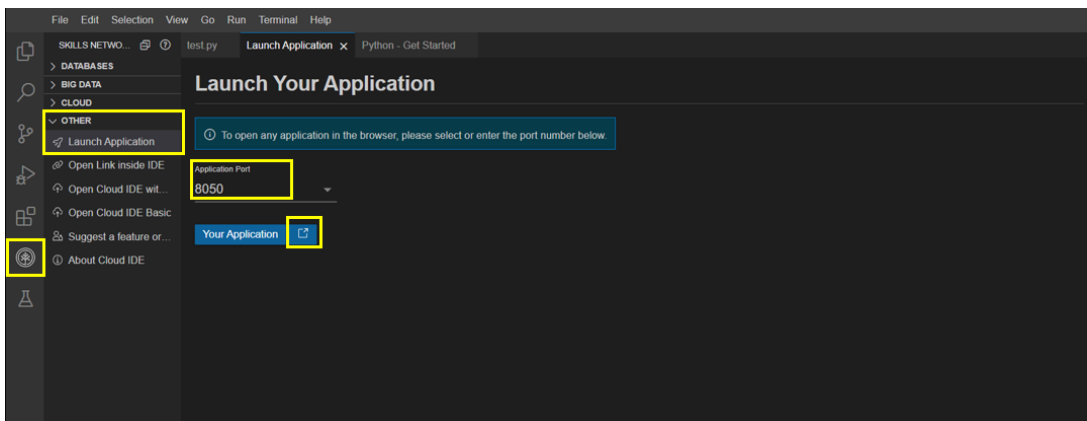 File Edit Selection View Go Run Terminal Help
SKILLS NETWO...
test.py
Launch Application
Python - Get Started
DATABASES
BIG DATA
CLOUD
OTHER
Launch Application
Open Link inside IDE
Open Cloud IDE wit...
Open Cloud IDE Basic
Suggest a feature or...
About Cloud IDE
Launch Your Application
To open any application in the browser, please select or enter the port number below.
Application Port
8050
Your Application